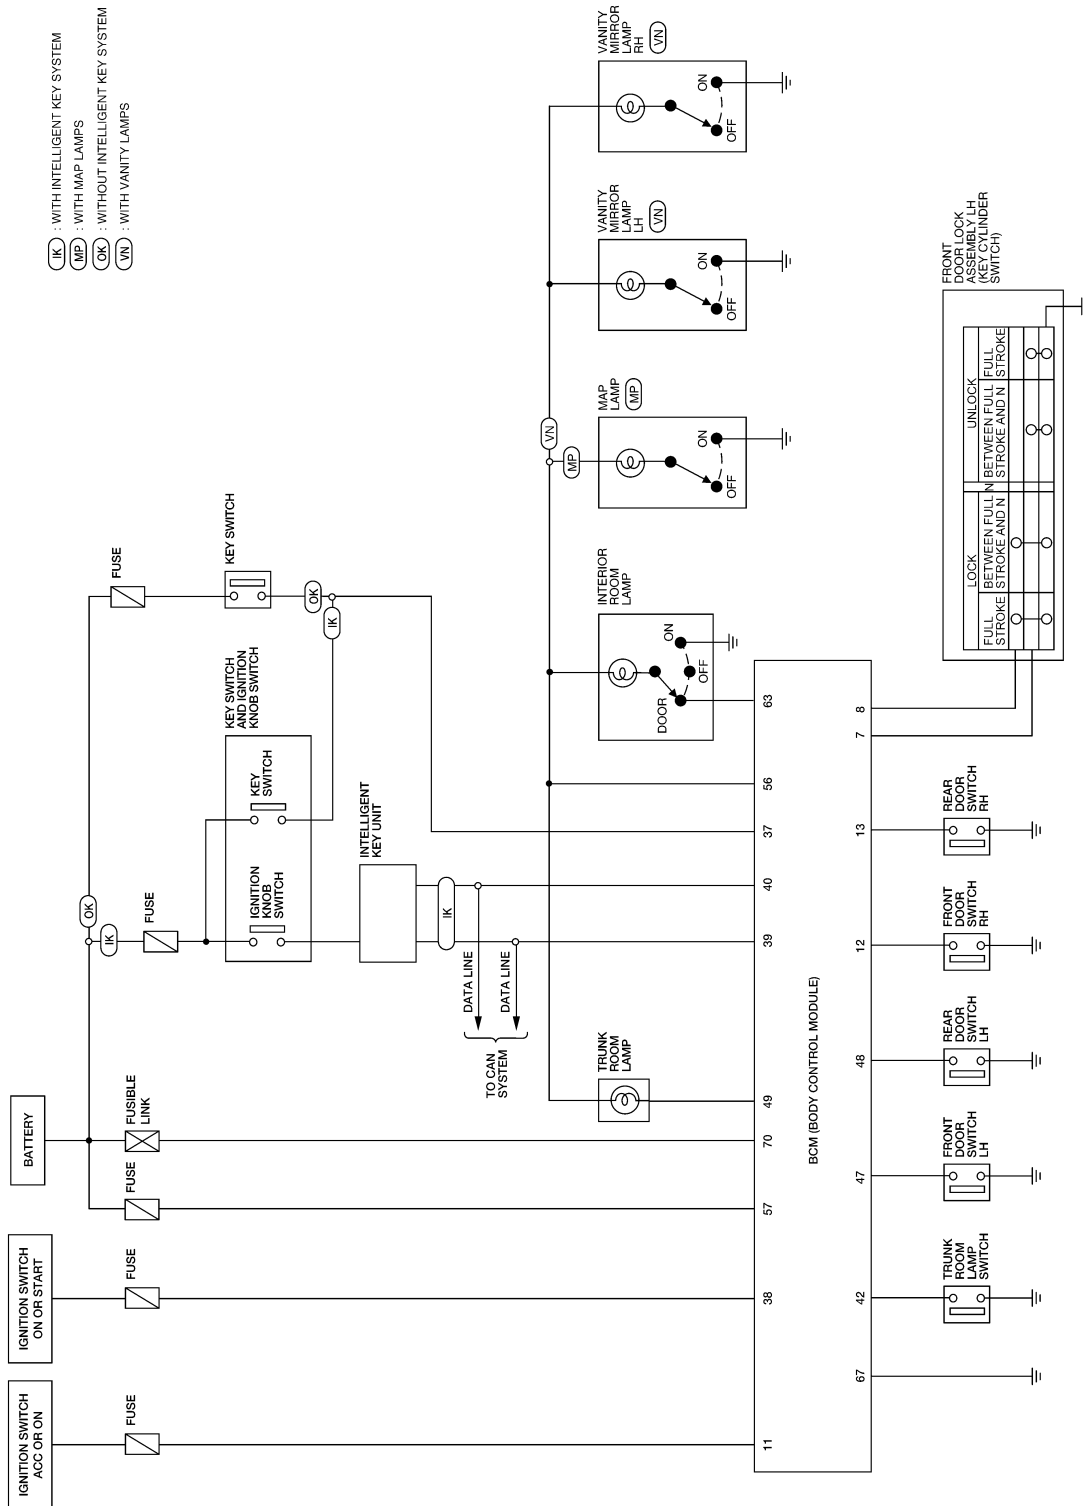 IK : WITH INTELLIGENT KEY SYSTEM
MP : WITH MAP LAMPS
OK : WITHOUT INTELLIGENT KEY SYSTEM
VN : WITH VANITY LAMPS
IGNITION SWITCH
ACC OR ON
IGNITION SWITCH
ON OR START
BATTERY
FUSE
FUSE
FUSE
FUSIBLE
LINK
OK
IK
FUSE
FUSE
KEY SWITCH
AND IGNITION
KNOB SWITCH
IGNITION
KNOB
SWITCH
KEY
SWITCH
KEY SWITCH
OK
IK
INTELLIGENT
KEY UNIT
IK
DATA LINE
DATA LINE
TO CAN
SYSTEM
VN
MP
TRUNK
ROOM
LAMP
INTERIOR
ROOM
LAMP
DOOR
OFF
ON
MAP
LAMP
MP
OFF
ON
VANITY
MIRROR
LAMP
LH
VN
OFF
ON
VANITY
MIRROR
LAMP
RH
VN
OFF
ON
11
38
57
70
49
39
40
37
56
63
BCM (BODY CONTROL MODULE)
67
42
47
48
12
13
7
8
TRUNK
ROOM
LAMP
SWITCH
FRONT
DOOR
SWITCH
LH
REAR
DOOR
SWITCH
LH
FRONT
DOOR
SWITCH
RH
REAR
DOOR
SWITCH
RH
FRONT
DOOR LOCK
ASSEMBLY LH
(KEY CYLINDER
SWITCH)
LOCK
N
UNLOCK
FULL
STROKE
BETWEEN FULL
STROKE AND N
BETWEEN FULL
STROKE AND N
FULL
STROKE